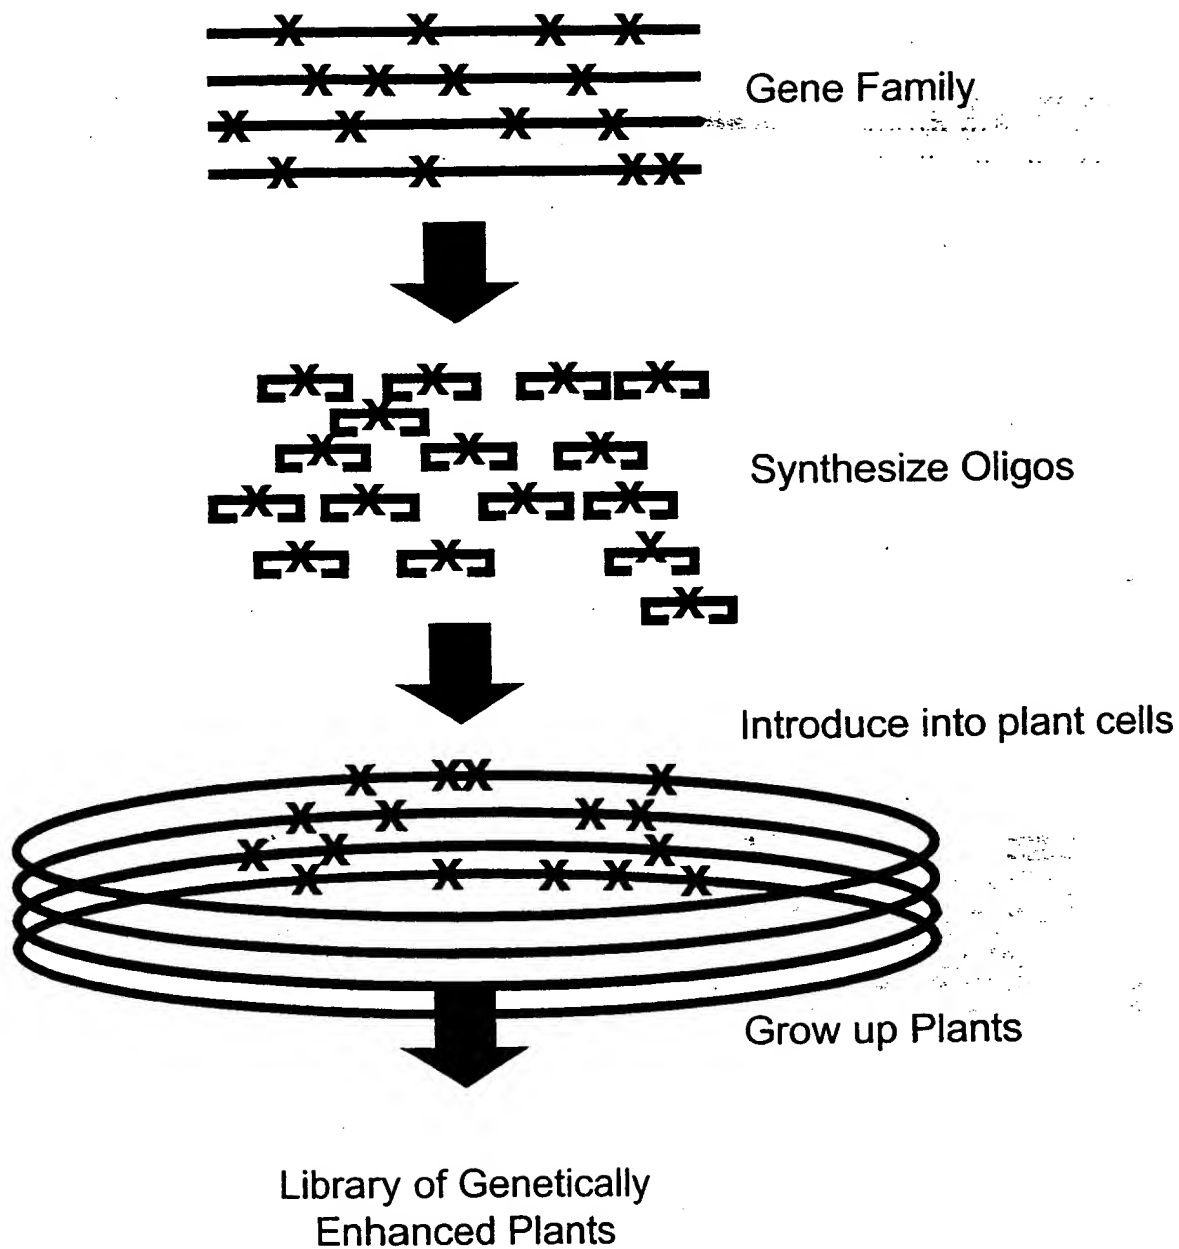 Gene Family
Synthesize Oligos
Introduce into plant cells
Grow up Plants
Library of Genetically
Enhanced Plants